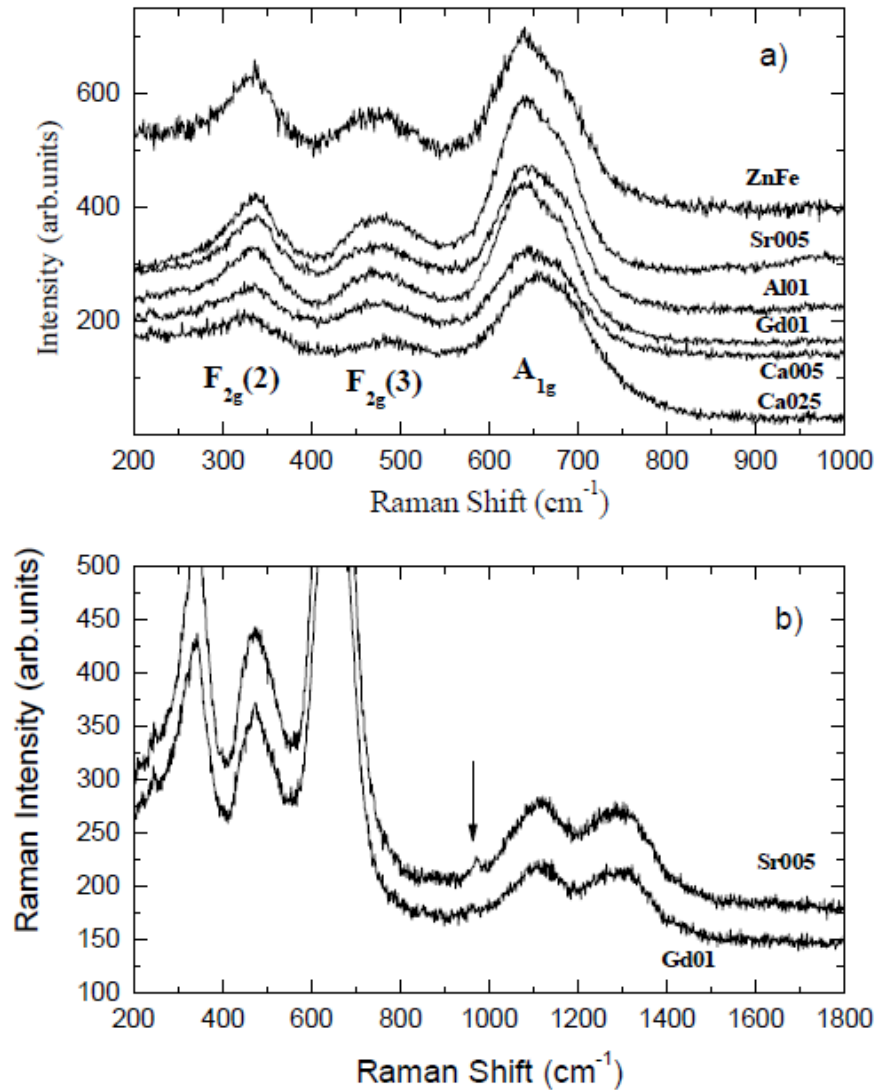 a)
600
400
200
Intensity (arb.units)
ZnFe
Sr005
Al01
Gd01
Ca005
Ca025
F2g(2) F2g(3) A1g
200 300 400 500 600 700 800 900 1000
Raman Shift (cm-1)
b)
500
450
400
350
300
250
200
150
100
Raman Intensity (arb.units)
Sr005
Gd01
200 400 600 800 1000 1200 1400 1600 1800
Raman Shift (cm-1)